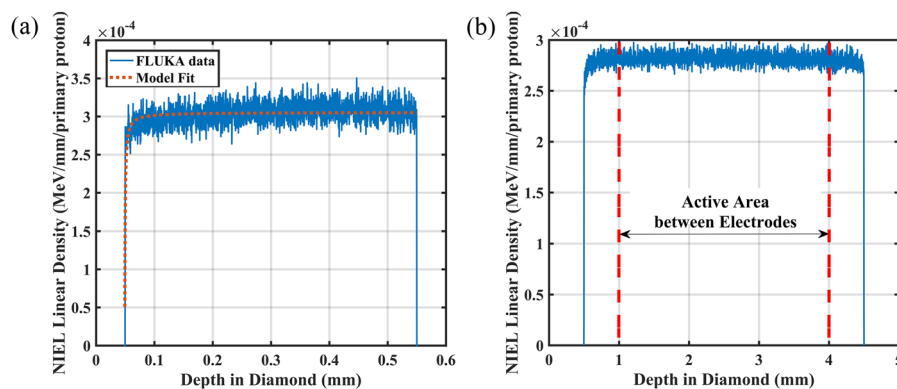 (a)
×10⁻⁴
NIEL Linear Density (MeV/mm/primary proton)
4
3.5
3
2.5
2
1.5
1
0.5
0
FLUKA data
Model Fit
0 0.1 0.2 0.3 0.4 0.5 0.6
Depth in Diamond (mm)
(b)
×10⁻⁴
NIEL Linear Density (MeV/mm/primary proton)
3
2.5
2
1.5
1
0.5
0
Active Area
between Electrodes
0 1 2 3 4 5
Depth in Diamond (mm)